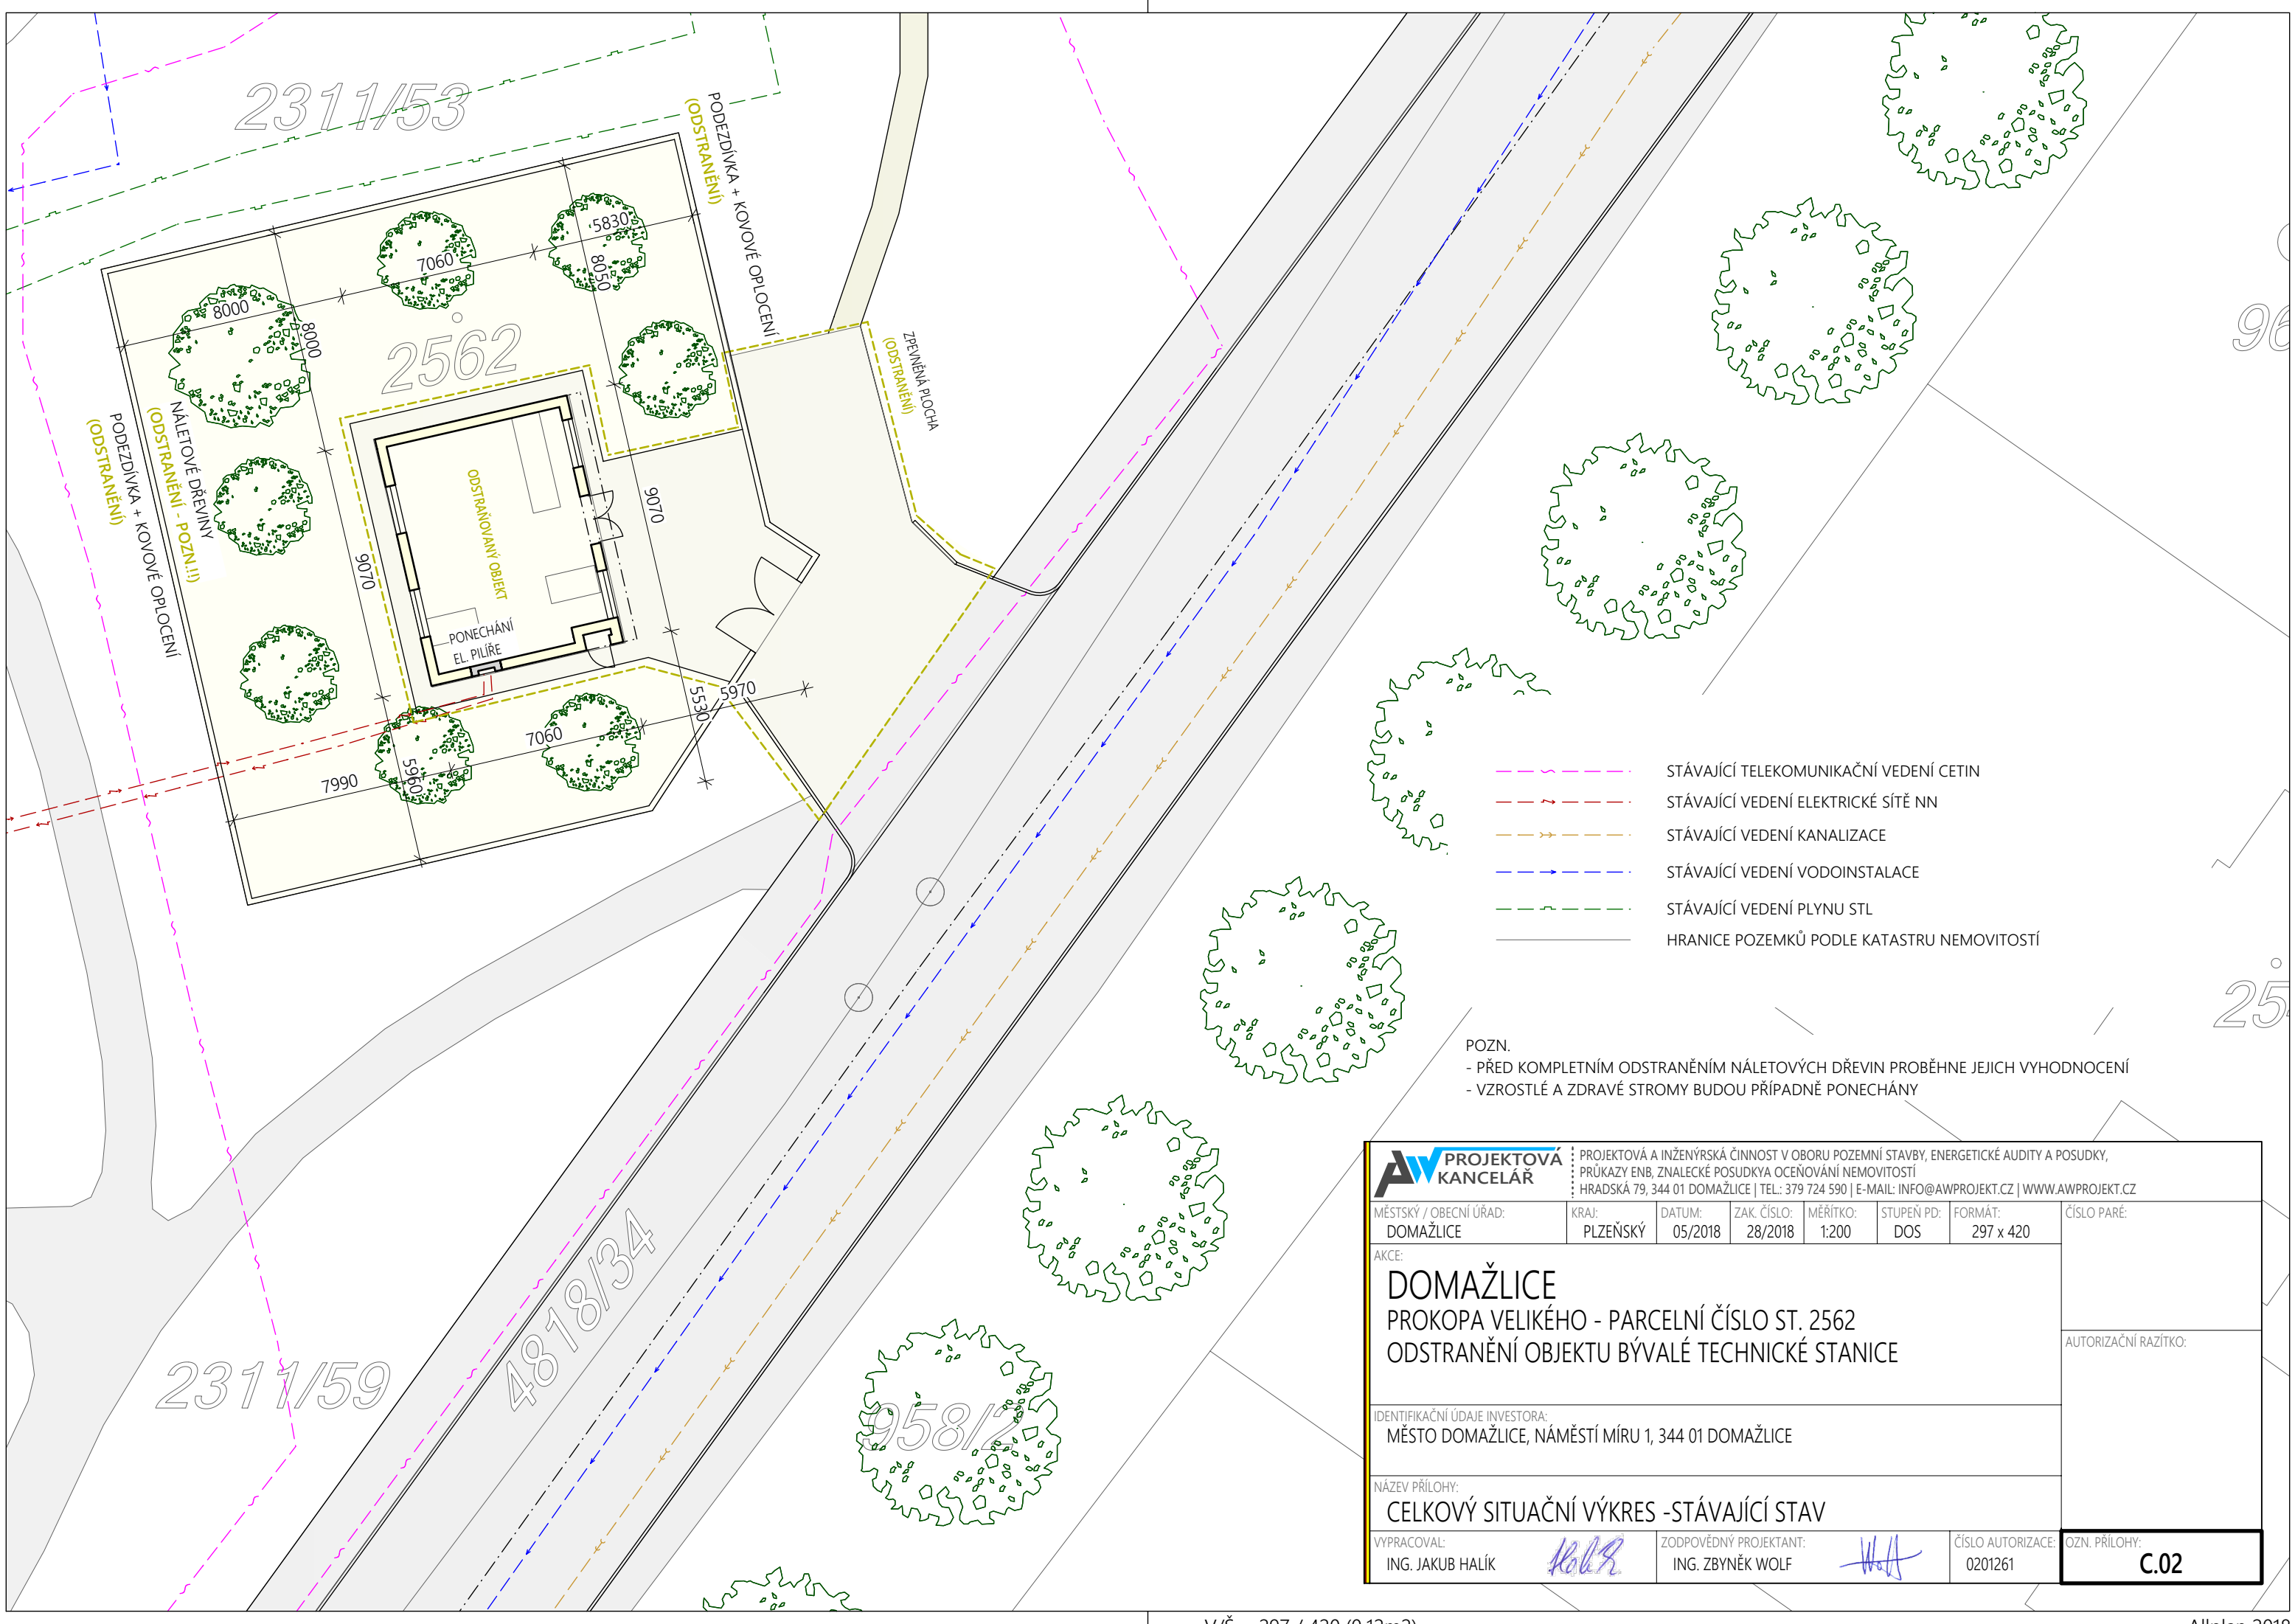 2311/53
PODEZDÍVKA + KOVOVÉ OPLOCENÍ
(ODSTRANĚNÍ)
5830
7060
8050
8000
8000
2562
ZPEVNĚNÁ PLOCHA
(ODSTRANĚNÍ)
NÁLETOVÉ DŘEVINY
(ODSTRANĚNÍ - POZN.!!)
PODEZDÍVKA + KOVOVÉ OPLOCENÍ
(ODSTRANĚNÍ)
ODSTRAŇOVANÝ OBJEKT
9070
9070
PONECHÁNÍ
EL. PILÍŘE
5970
5530
7060
5960
7990
2311/59
4818/34
958/2
96
25
STÁVAJÍCÍ TELEKOMUNIKAČNÍ VEDENÍ CETIN
STÁVAJÍCÍ VEDENÍ ELEKTRICKÉ SÍTĚ NN
STÁVAJÍCÍ VEDENÍ KANALIZACE
STÁVAJÍCÍ VEDENÍ VODOINSTALACE
STÁVAJÍCÍ VEDENÍ PLYNU STL
HRANICE POZEMKŮ PODLE KATASTRU NEMOVITOSTÍ
POZN.
- PŘED KOMPLETNÍM ODSTRANĚNÍM NÁLETOVÝCH DŘEVIN PROBĚHNE JEJICH VYHODNOCENÍ
- VZROSTLÉ A ZDRAVÉ STROMY BUDOU PŘÍPADNĚ PONECHÁNY
AW PROJEKTOVÁ
KANCELÁŘ
PROJEKTOVÁ A INŽENÝRSKÁ ČINNOST V OBORU POZEMNÍ STAVBY, ENERGETICKÉ AUDITY A POSUDKY,
PRŮKAZY ENB, ZNALECKÉ POSUDKYA OCEŇOVÁNÍ NEMOVITOSTÍ
HRADSKÁ 79, 344 01 DOMAŽLICE | TEL.: 379 724 590 | E-MAIL: INFO@AWPROJEKT.CZ | WWW.AWPROJEKT.CZ
MĚSTSKÝ / OBECNÍ ÚŘAD: KRAJ: DATUM: ZAK. ČÍSLO: MĚŘÍTKO: STUPEŇ PD: FORMÁT: ČÍSLO PARÉ:
DOMAŽLICE PLZEŇSKÝ 05/2018 28/2018 1:200 DOS 297 x 420
AKCE:
DOMAŽLICE
PROKOPA VELIKÉHO - PARCELNÍ ČÍSLO ST. 2562
ODSTRANĚNÍ OBJEKTU BÝVALÉ TECHNICKÉ STANICE
AUTORIZAČNÍ RAZÍTKO:
IDENTIFIKAČNÍ ÚDAJE INVESTORA:
MĚSTO DOMAŽLICE, NÁMĚSTÍ MÍRU 1, 344 01 DOMAŽLICE
NÁZEV PŘÍLOHY:
CELKOVÝ SITUAČNÍ VÝKRES -STÁVAJÍCÍ STAV
VYPRACOVAL: ZODPOVĚDNÝ PROJEKTANT: ČÍSLO AUTORIZACE: OZN. PŘÍLOHY:
ING. JAKUB HALÍK ING. ZBYNĚK WOLF 0201261 C.02